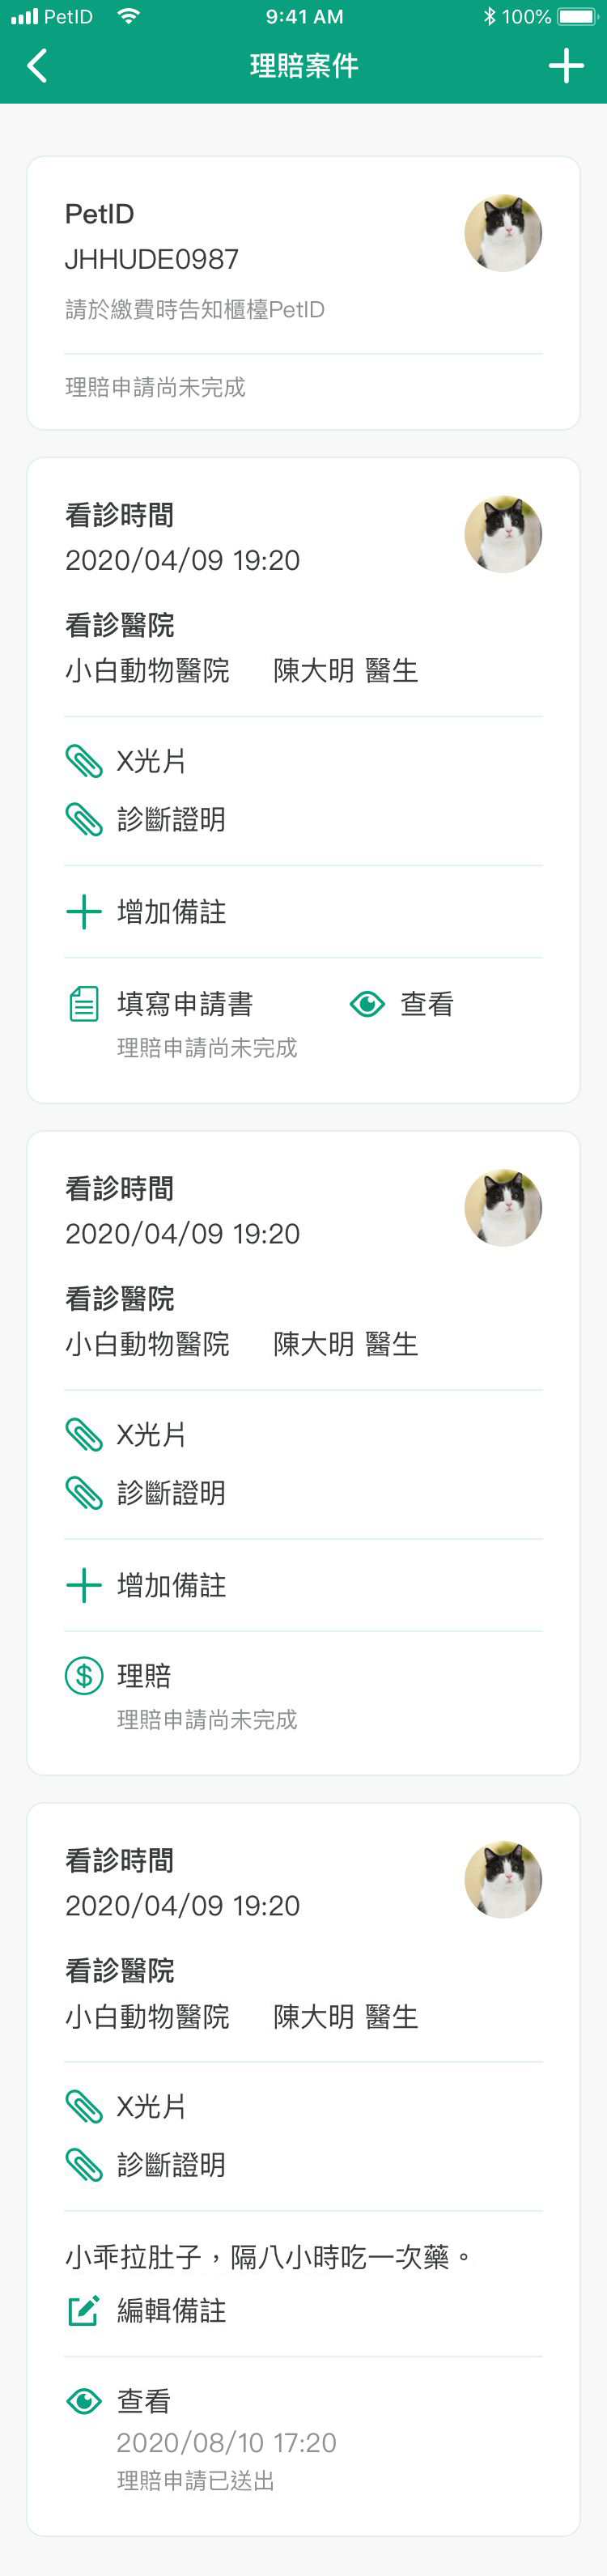 PetID 9:41 AM 100%
理賠案件
PetID
JHHUDE0987
請於繳費時告知櫃檯PetID
理賠申請尚未完成
看診時間
2020/04/09 19:20
看診醫院
小白動物醫院 陳大明 醫生
X光片
診斷證明
增加備註
填寫申請書 查看
理賠申請尚未完成
看診時間
2020/04/09 19:20
看診醫院
小白動物醫院 陳大明 醫生
X光片
診斷證明
增加備註
理賠
理賠申請尚未完成
看診時間
2020/04/09 19:20
看診醫院
小白動物醫院 陳大明 醫生
X光片
診斷證明
小乖拉肚子，隔八小時吃一次藥。
編輯備註
查看
2020/08/10 17:20
理賠申請已送出